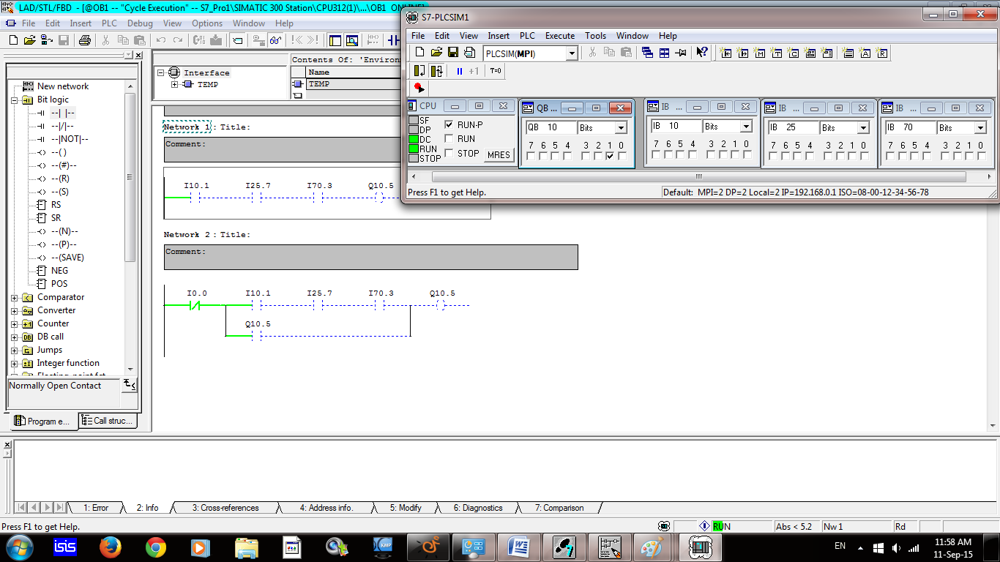 LAD/STL/FBD - [@OB1 -- "Cycle Execution" -- S7_Pro1\SIMATIC 300 Station\CPU312(1)\...\OB1 ONLINE]
File Edit Insert PLC Debug View Options Window Help
New network
Bit logic
--| |--
--|/|--
--|NOT|--
--( )
--(#)--
--(R)
--(S)
RS
SR
--(N)--
--(P)--
--(SAVE)
NEG
POS
Comparator
Converter
Counter
DB call
Jumps
Integer function
Normally Open Contact
Program e... Call struc...
Interface
TEMP
Contents Of: 'Environ
Name
TEMP
Network 1 : Title:
Comment:
I10.1 I25.7 I70.3 Q10.5
Network 2 : Title:
Comment:
I0.0 I10.1 I25.7 I70.3 Q10.5
Q10.5
S7-PLCSIM1
File Edit View Insert PLC Execute Tools Window Help
PLCSIM(MPI)
+1 T=0
CPU
SF
DP
DC
RUN
STOP
RUN-P
RUN
STOP MRES
QB ...
QB 10 Bits
7 6 5 4 3 2 1 0
IB ...
IB 10 Bits
7 6 5 4 3 2 1 0
IB ...
IB 25 Bits
7 6 5 4 3 2 1 0
IB ...
IB 70 Bits
7 6 5 4 3 2 1 0
Press F1 to get Help. Default: MPI=2 DP=2 Local=2 IP=192.168.0.1 ISO=08-00-12-34-56-78
1: Error 2: Info 3: Cross-references 4: Address info. 5: Modify 6: Diagnostics 7: Comparison
Press F1 to get Help. RUN Abs < 5.2 Nw 1 Rd
isis KMP W EN 11:58 AM
11-Sep-15